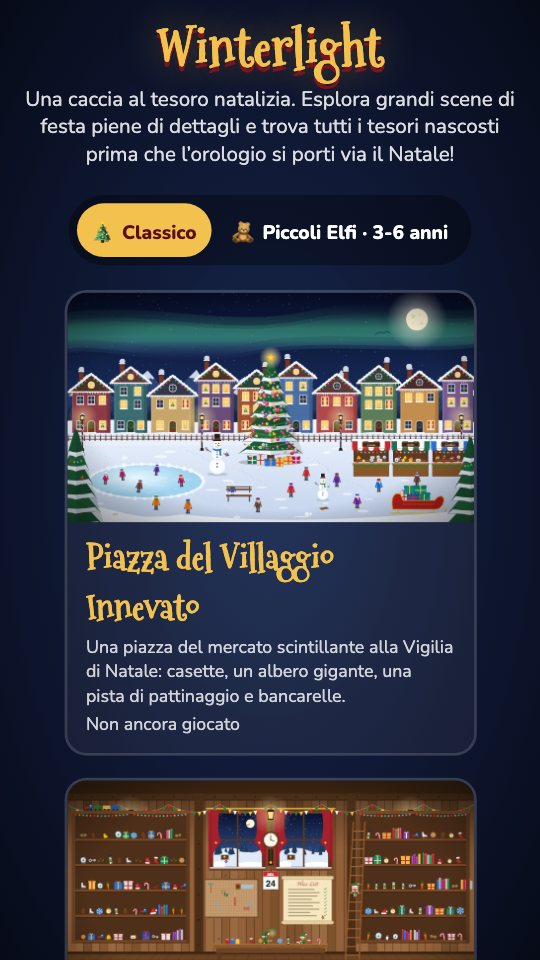 Winterlight
Una caccia al tesoro natalizia. Esplora grandi scene di
festa piene di dettagli e trova tutti i tesori nascosti
prima che l'orologio si porti via il Natale!
Classico
Piccoli Elfi · 3-6 anni
Piazza del Villaggio
Innevato
Una piazza del mercato scintillante alla Vigilia
di Natale: casette, un albero gigante, una
pista di pattinaggio e bancarelle.
Non ancora giocato
24
Nice List